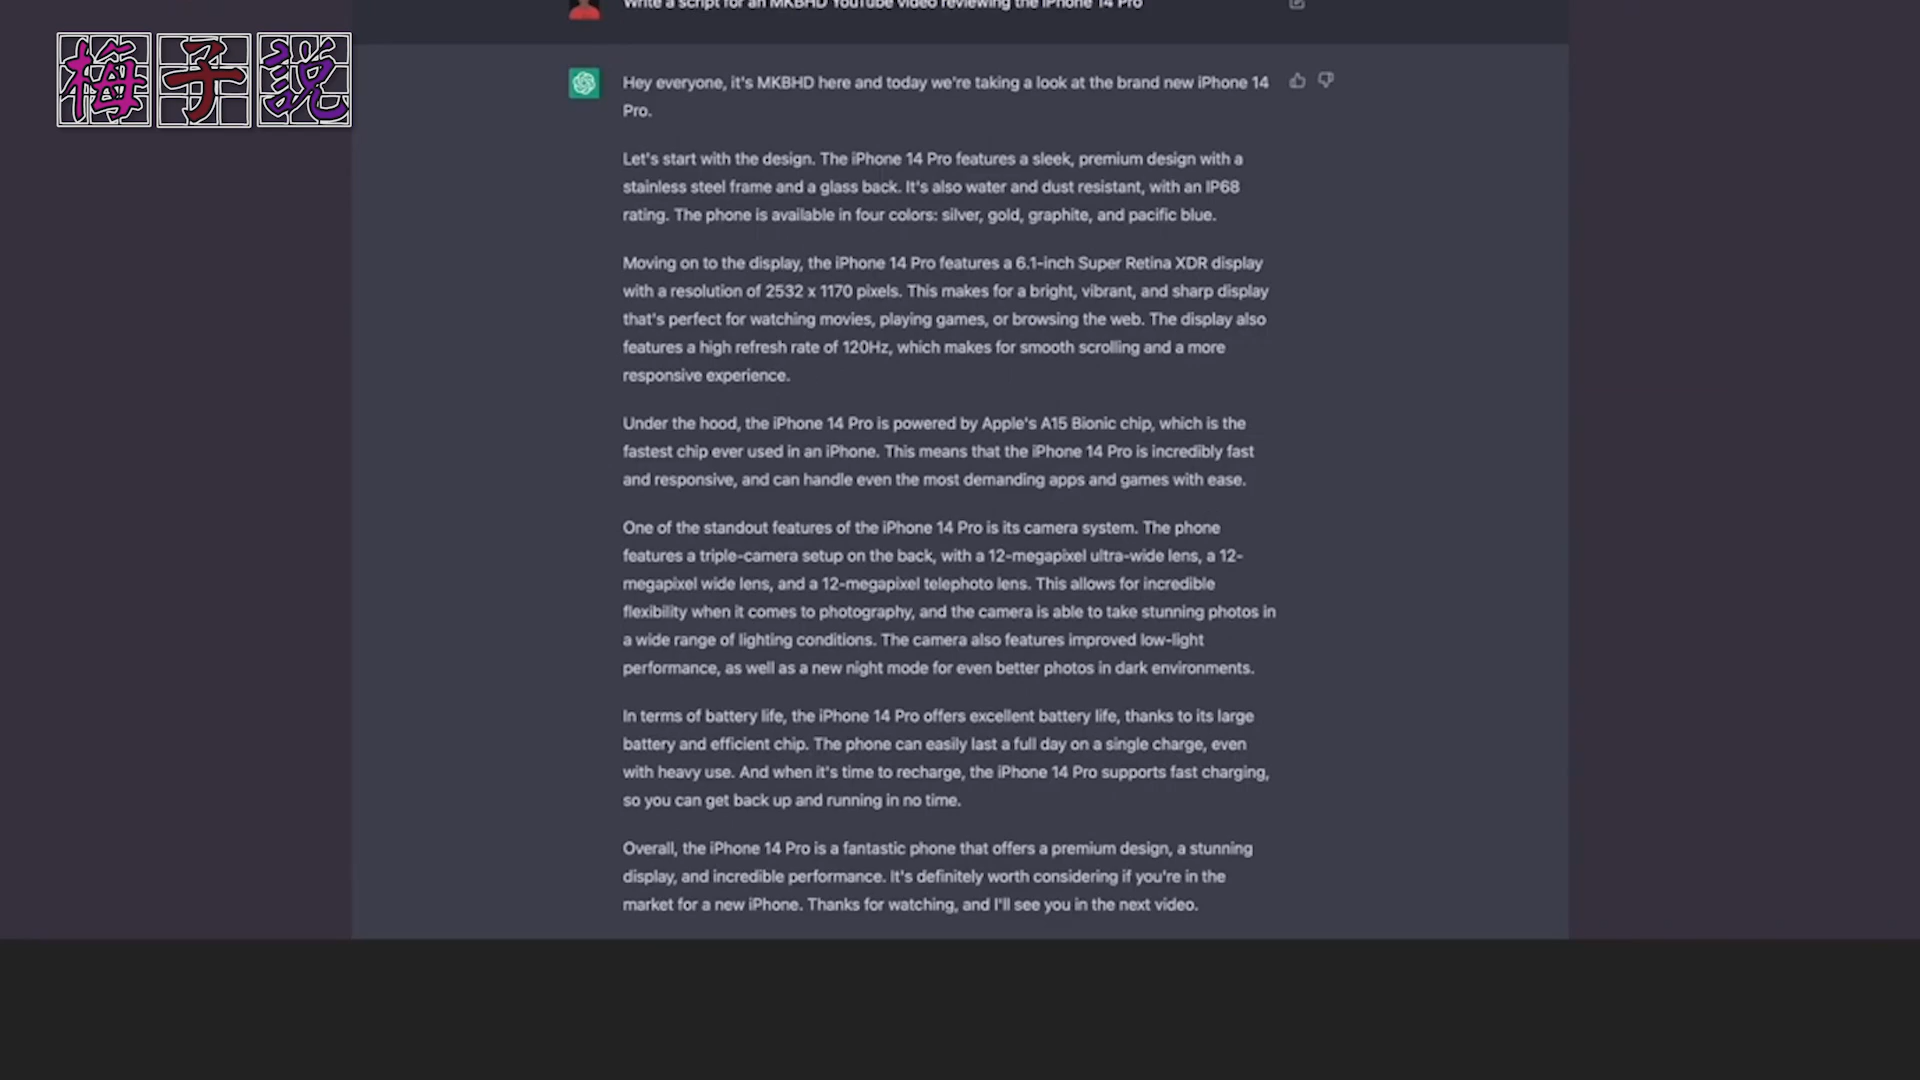 梅子説
Write a script for an MKBHD YouTube video reviewing the iPhone 14 Pro
Hey everyone, it's MKBHD here and today we're taking a look at the brand new iPhone 14
Pro.
Let's start with the design. The iPhone 14 Pro features a sleek, premium design with a
stainless steel frame and a glass back. It's also water and dust resistant, with an IP68
rating. The phone is available in four colors: silver, gold, graphite, and pacific blue.
Moving on to the display, the iPhone 14 Pro features a 6.1-inch Super Retina XDR display
with a resolution of 2532 x 1170 pixels. This makes for a bright, vibrant, and sharp display
that's perfect for watching movies, playing games, or browsing the web. The display also
features a high refresh rate of 120Hz, which makes for smooth scrolling and a more
responsive experience.
Under the hood, the iPhone 14 Pro is powered by Apple's A15 Bionic chip, which is the
fastest chip ever used in an iPhone. This means that the iPhone 14 Pro is incredibly fast
and responsive, and can handle even the most demanding apps and games with ease.
One of the standout features of the iPhone 14 Pro is its camera system. The phone
features a triple-camera setup on the back, with a 12-megapixel ultra-wide lens, a 12-
megapixel wide lens, and a 12-megapixel telephoto lens. This allows for incredible
flexibility when it comes to photography, and the camera is able to take stunning photos in
a wide range of lighting conditions. The camera also features improved low-light
performance, as well as a new night mode for even better photos in dark environments.
In terms of battery life, the iPhone 14 Pro offers excellent battery life, thanks to its large
battery and efficient chip. The phone can easily last a full day on a single charge, even
with heavy use. And when it's time to recharge, the iPhone 14 Pro supports fast charging,
so you can get back up and running in no time.
Overall, the iPhone 14 Pro is a fantastic phone that offers a premium design, a stunning
display, and incredible performance. It's definitely worth considering if you're in the
market for a new iPhone. Thanks for watching, and I'll see you in the next video.